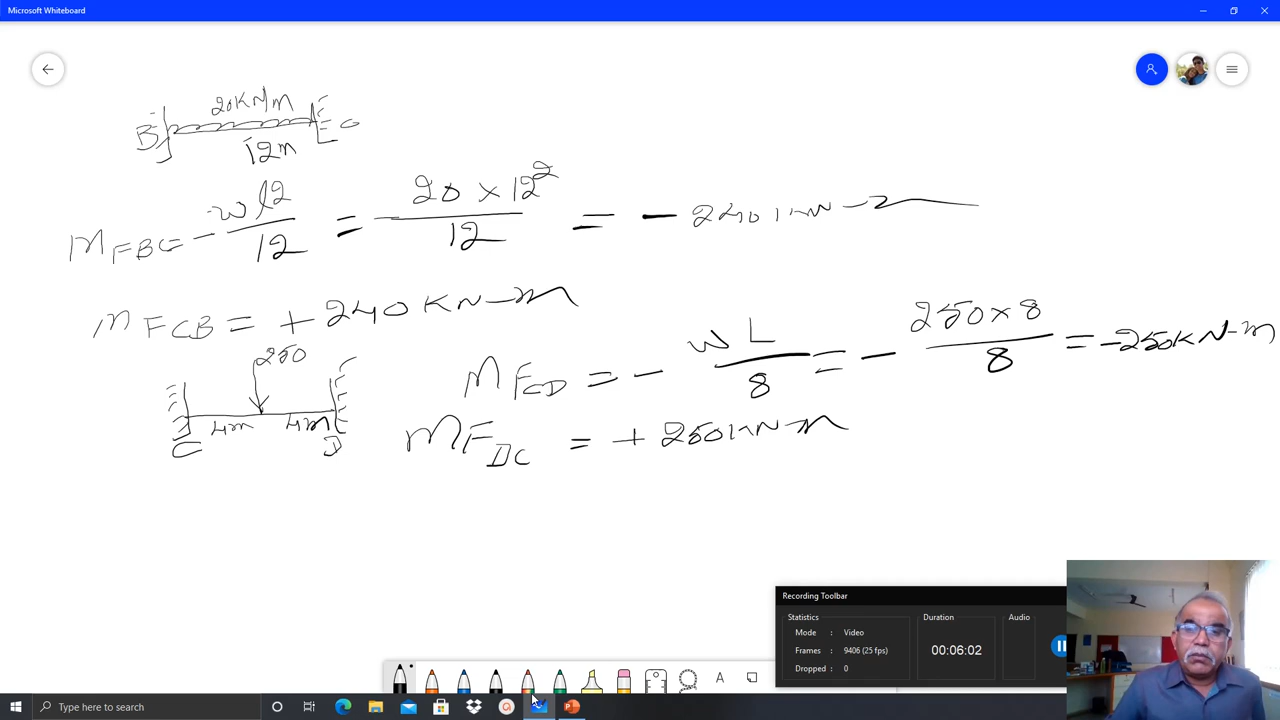 Microsoft Whiteboard
20KN/m
B C
12m
MFBC = - wl2/12 = 20 × 12²/12 = - 240 KN-m
MFCB = + 240 KN-m
250
4m 4m
C D
MFCD = - WL/8 = - 250 × 8/8 = - 250KN-m
MFDC = + 250KN-m
Recording Toolbar
Statistics Duration Audio
Mode : Video
Frames : 9406 (25 fps) 00:06:02
Dropped : 0
A
Type here to search